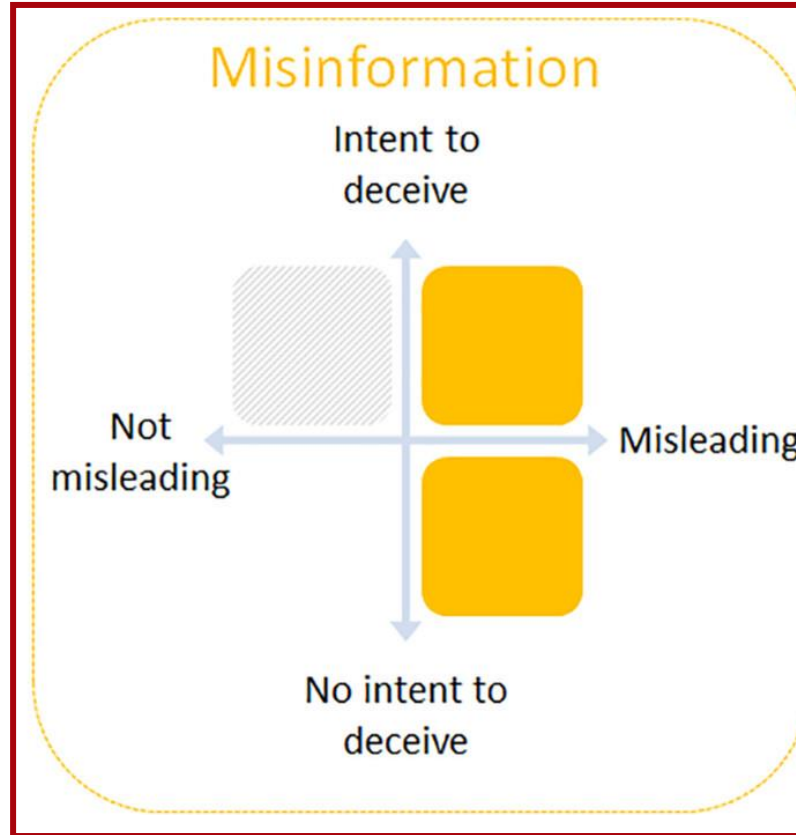 Misinformation
Intent to
deceive
Not
misleading
Misleading
No intent to
deceive